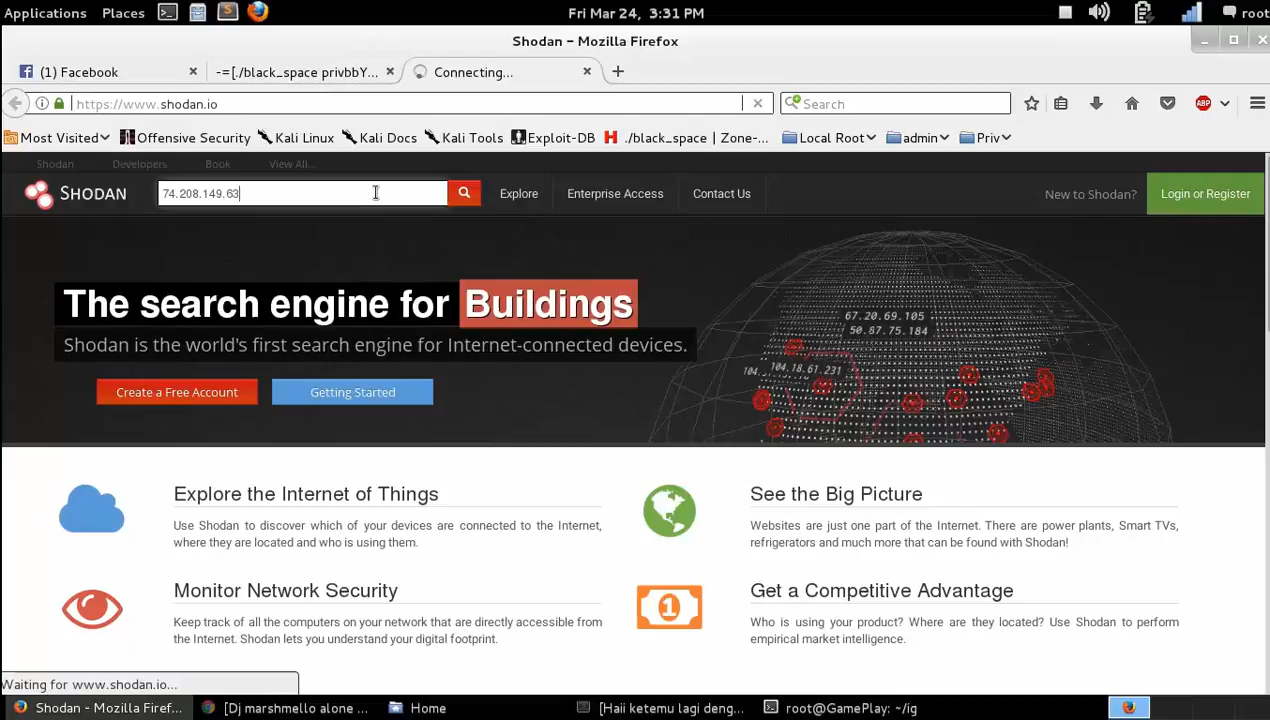 Applications Places Fri Mar 24, 3:31 PM root
Shodan – Mozilla Firefox
(1) Facebook × -=[./black_space privbbY... × Connecting... × +
https://www.shodan.io × Search ABP
Most Visited Offensive Security Kali Linux Kali Docs Kali Tools Exploit-DB ./black_space | Zone-... Local Root admin Priv
Shodan Developers Book View All...
SHODAN 74.208.149.63 Explore Enterprise Access Contact Us New to Shodan? Login or Register
67.20.69.105
50.87.75.184
The search engine for Buildings
Shodan is the world's first search engine for Internet-connected devices.
104. 104.18.61.231
Create a Free Account Getting Started
Explore the Internet of Things
Use Shodan to discover which of your devices are connected to the Internet,
where they are located and who is using them.
See the Big Picture
Websites are just one part of the Internet. There are power plants, Smart TVs,
refrigerators and much more that can be found with Shodan!
Monitor Network Security
Keep track of all the computers on your network that are directly accessible from
the Internet. Shodan lets you understand your digital footprint.
1
Get a Competitive Advantage
Who is using your product? Where are they located? Use Shodan to perform
empirical market intelligence.
Waiting for www.shodan.io...
Shodan – Mozilla Firef... [Dj marshmello alone ... Home [Haii ketemu lagi deng... root@GamePlay: ~/ig